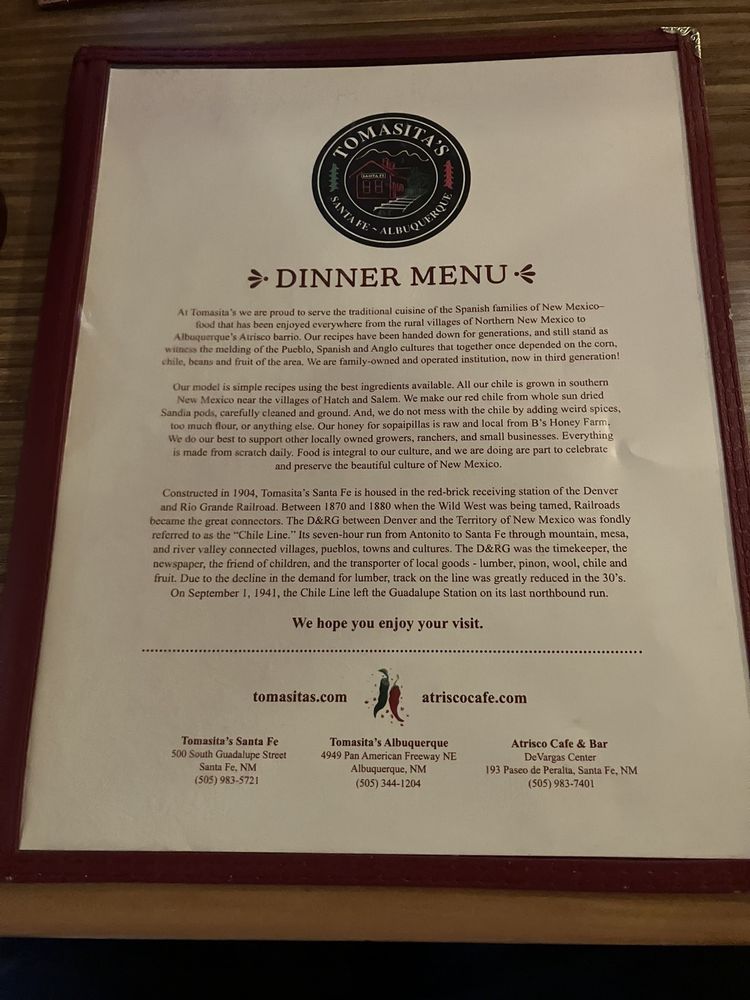 TOMASITA'S
SANTA FE
SANTA FE ~ ALBUQUERQUE
DINNER MENU
At Tomasita's we are proud to serve the traditional cuisine of the Spanish families of New Mexico–
food that has been enjoyed everywhere from the rural villages of Northern New Mexico to
Albuquerque's Atrisco barrio. Our recipes have been handed down for generations, and still stand as
witness the melding of the Pueblo, Spanish and Anglo cultures that together once depended on the corn,
chile, beans and fruit of the area. We are family-owned and operated institution, now in third generation!
Our model is simple recipes using the best ingredients available. All our chile is grown in southern
New Mexico near the villages of Hatch and Salem. We make our red chile from whole sun dried
Sandia pods, carefully cleaned and ground. And, we do not mess with the chile by adding weird spices,
too much flour, or anything else. Our honey for sopaipillas is raw and local from B's Honey Farm.
We do our best to support other locally owned growers, ranchers, and small businesses. Everything
is made from scratch daily. Food is integral to our culture, and we are doing are part to celebrate
and preserve the beautiful culture of New Mexico.
Constructed in 1904, Tomasita's Santa Fe is housed in the red-brick receiving station of the Denver
and Rio Grande Railroad. Between 1870 and 1880 when the Wild West was being tamed, Railroads
became the great connectors. The D&RG between Denver and the Territory of New Mexico was fondly
referred to as the “Chile Line.” Its seven-hour run from Antonito to Santa Fe through mountain, mesa,
and river valley connected villages, pueblos, towns and cultures. The D&RG was the timekeeper, the
newspaper, the friend of children, and the transporter of local goods - lumber, pinon, wool, chile and
fruit. Due to the decline in the demand for lumber, track on the line was greatly reduced in the 30's.
On September 1, 1941, the Chile Line left the Guadalupe Station on its last northbound run.
We hope you enjoy your visit.
tomasitas.com atriscocafe.com
Tomasita's Santa Fe
500 South Guadalupe Street
Santa Fe, NM
(505) 983-5721
Tomasita's Albuquerque
4949 Pan American Freeway NE
Albuquerque, NM
(505) 344-1204
Atrisco Cafe & Bar
DeVargas Center
193 Paseo de Peralta, Santa Fe, NM
(505) 983-7401